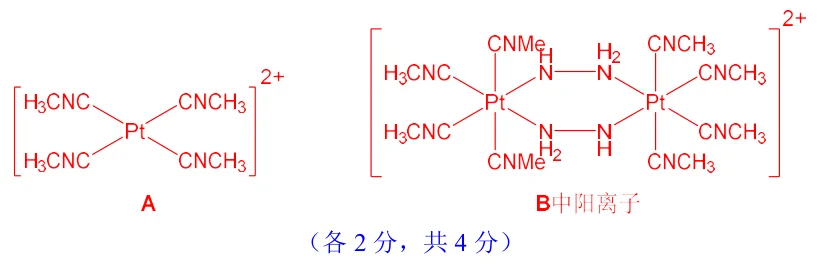 2+
H3CNC CNCH3
Pt
H3CNC CNCH3
A
2+
CNMe H H2 CNCH3
H3CNC N N CNCH3
Pt Pt
H3CNC N N CNCH3
CNMe H2 H CNCH3
B中阳离子
（各2分，共4分）